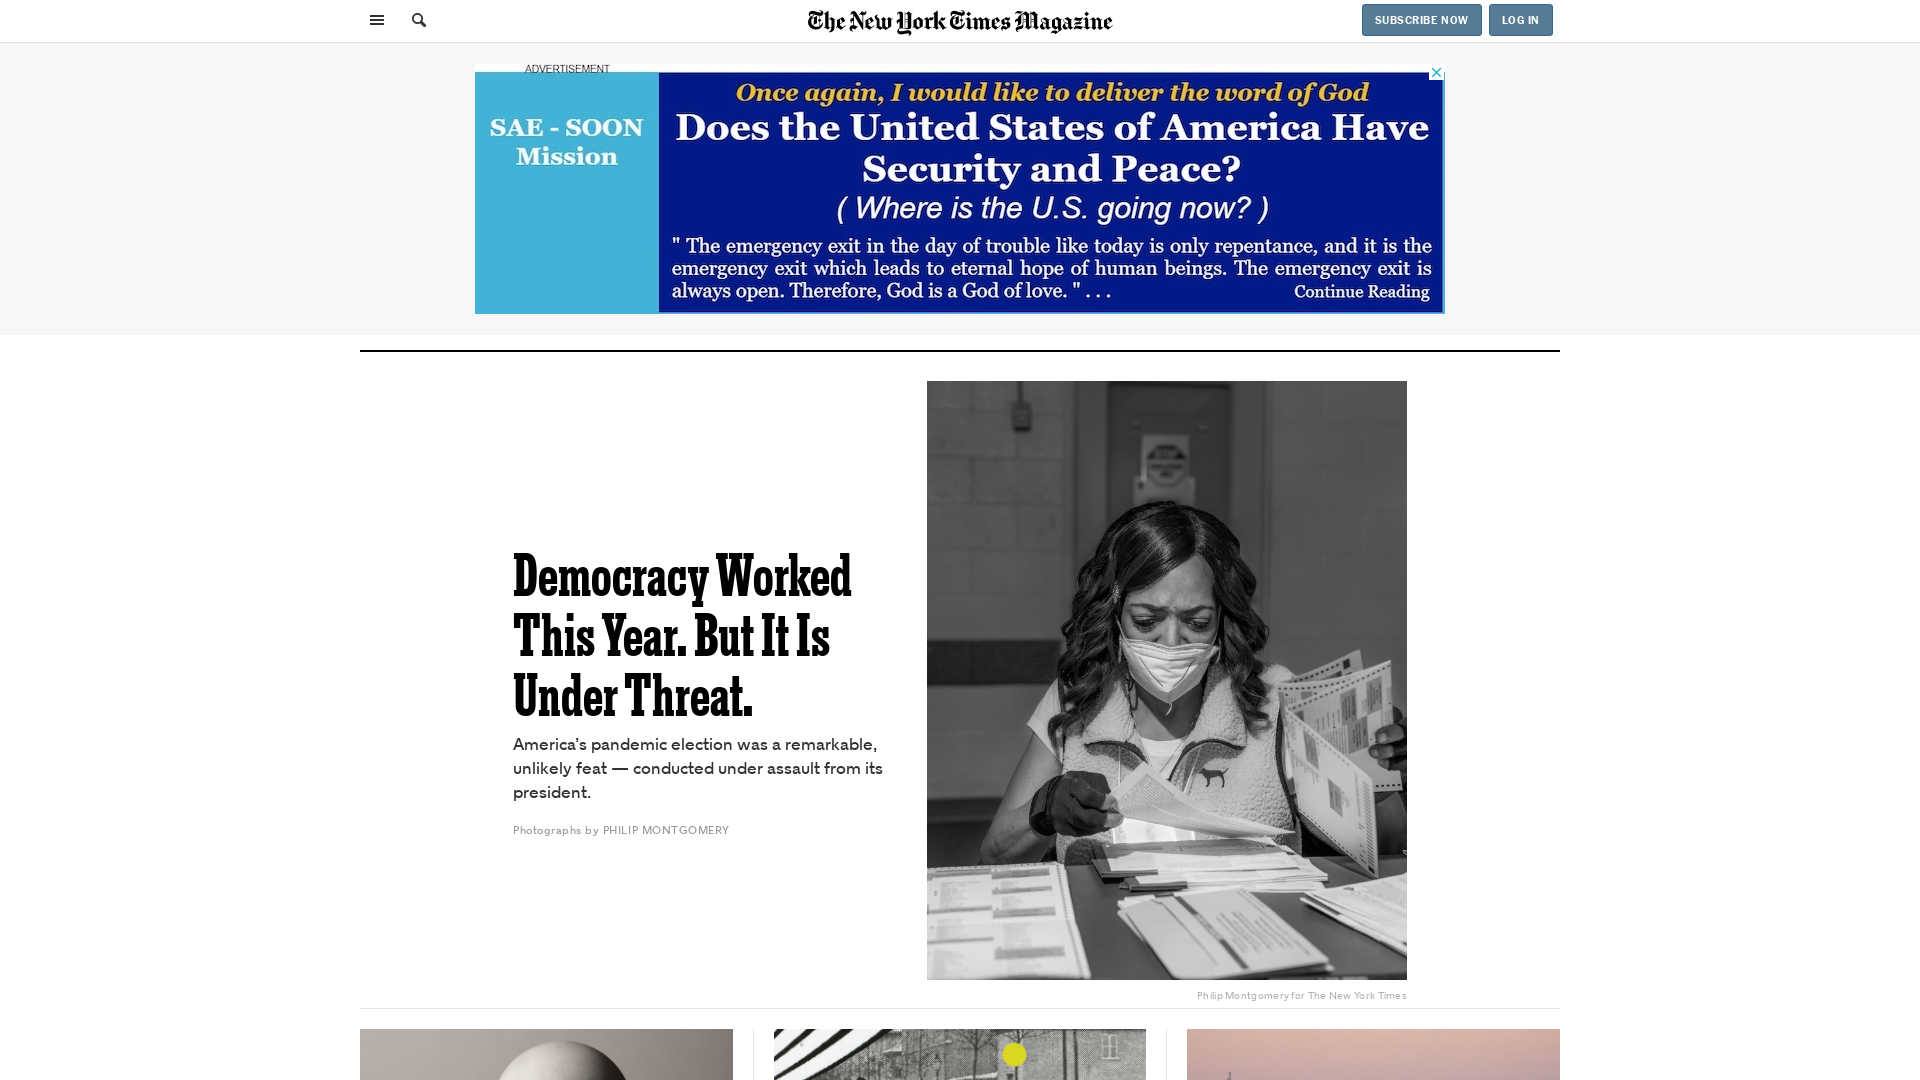 The New York Times Magazine
SUBSCRIBE NOW
LOG IN
ADVERTISEMENT
SAE - SOON
Mission
Once again, I would like to deliver the word of God
Does the United States of America Have
Security and Peace?
( Where is the U.S. going now? )
" The emergency exit in the day of trouble like today is only repentance, and it is the
emergency exit which leads to eternal hope of human beings. The emergency exit is
always open. Therefore, God is a God of love. " . . .
Continue Reading
Democracy Worked
This Year. But It Is
Under Threat.
America’s pandemic election was a remarkable,
unlikely feat — conducted under assault from its
president.
Photographs by PHILIP MONTGOMERY
Philip Montgomery for The New York Times